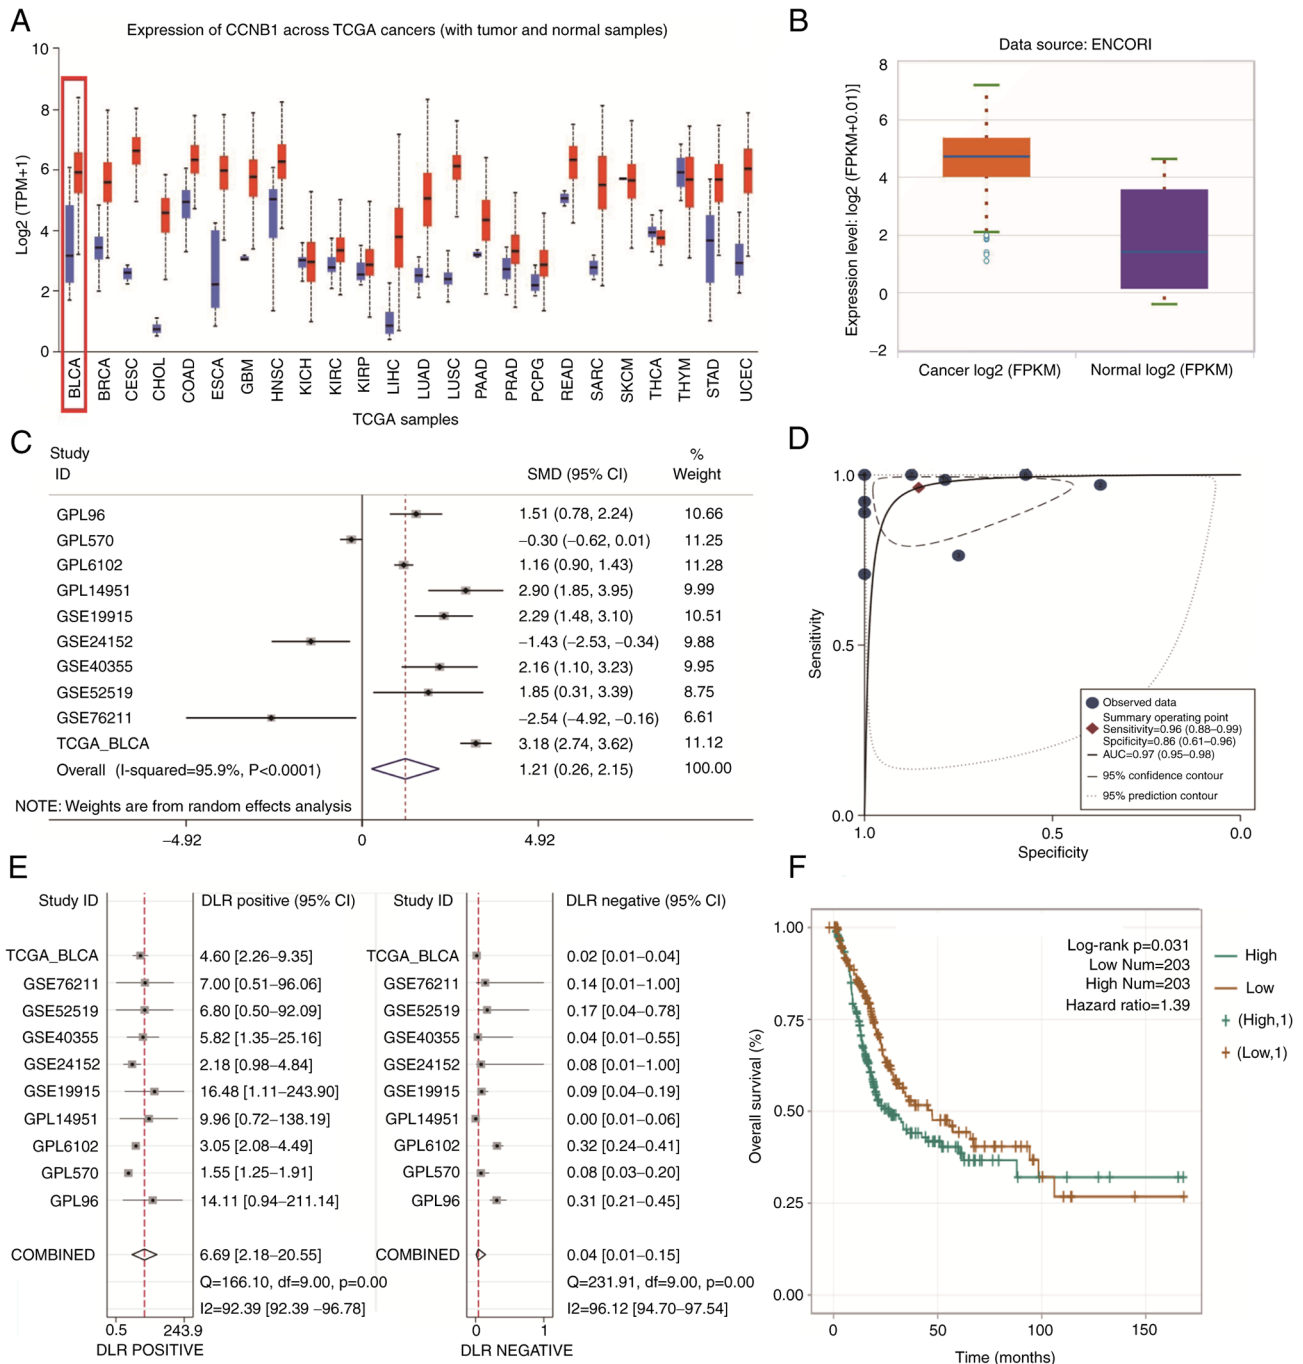 A
Expression of CCNB1 across TCGA cancers (with tumor and normal samples)
Log2 (TPM+1)
10
8
6
4
2
0
BLCA
BRCA
CESC
CHOL
COAD
ESCA
GBM
HNSC
KICH
KIRC
KIRP
LIHC
LUAD
LUSC
PAAD
PRAD
PCPG
READ
SARC
SKCM
THCA
THYM
STAD
UCEC
TCGA samples
B
Data source: ENCORI
Expression level: log2 (FPKM+0.01)]
8
6
4
2
0
−2
Cancer log2 (FPKM)
Normal log2 (FPKM)
C
Study
ID SMD (95% CI) % Weight
GPL96 1.51 (0.78, 2.24) 10.66
GPL570 −0.30 (−0.62, 0.01) 11.25
GPL6102 1.16 (0.90, 1.43) 11.28
GPL14951 2.90 (1.85, 3.95) 9.99
GSE19915 2.29 (1.48, 3.10) 10.51
GSE24152 −1.43 (−2.53, −0.34) 9.88
GSE40355 2.16 (1.10, 3.23) 9.95
GSE52519 1.85 (0.31, 3.39) 8.75
GSE76211 −2.54 (−4.92, −0.16) 6.61
TCGA_BLCA 3.18 (2.74, 3.62) 11.12
Overall (I-squared=95.9%, P<0.0001) 1.21 (0.26, 2.15) 100.00
NOTE: Weights are from random effects analysis
−4.92 0 4.92
D
Sensitivity
1.0
0.5
0.0
1.0 0.5 0.0
Specificity
Observed data
Summary operating point
Sensitivity=0.96 (0.88–0.99)
Spcificity=0.86 (0.61–0.96)
AUC=0.97 (0.95–0.98)
95% confidence contour
95% prediction contour
E
Study ID DLR positive (95% CI)
TCGA_BLCA 4.60 [2.26–9.35]
GSE76211 7.00 [0.51–96.06]
GSE52519 6.80 [0.50–92.09]
GSE40355 5.82 [1.35–25.16]
GSE24152 2.18 [0.98–4.84]
GSE19915 16.48 [1.11–243.90]
GPL14951 9.96 [0.72–138.19]
GPL6102 3.05 [2.08–4.49]
GPL570 1.55 [1.25–1.91]
GPL96 14.11 [0.94–211.14]
COMBINED 6.69 [2.18–20.55]
Q=166.10, df=9.00, p=0.00
I2=92.39 [92.39 –96.78]
0.5 243.9
DLR POSITIVE
Study ID DLR negative (95% CI)
TCGA_BLCA 0.02 [0.01–0.04]
GSE76211 0.14 [0.01–1.00]
GSE52519 0.17 [0.04–0.78]
GSE40355 0.04 [0.01–0.55]
GSE24152 0.08 [0.01–1.00]
GSE19915 0.09 [0.04–0.19]
GPL14951 0.00 [0.01–0.06]
GPL6102 0.32 [0.24–0.41]
GPL570 0.08 [0.03–0.20]
GPL96 0.31 [0.21–0.45]
COMBINED 0.04 [0.01–0.15]
Q=231.91, df=9.00, p=0.00
I2=96.12 [94.70–97.54]
0 1
DLR NEGATIVE
F
Overall survival (%)
1.00
0.75
0.50
0.25
0.00
0 50 100 150
Time (months)
Log-rank p=0.031
Low Num=203
High Num=203
Hazard ratio=1.39
High
Low
(High,1)
(Low,1)